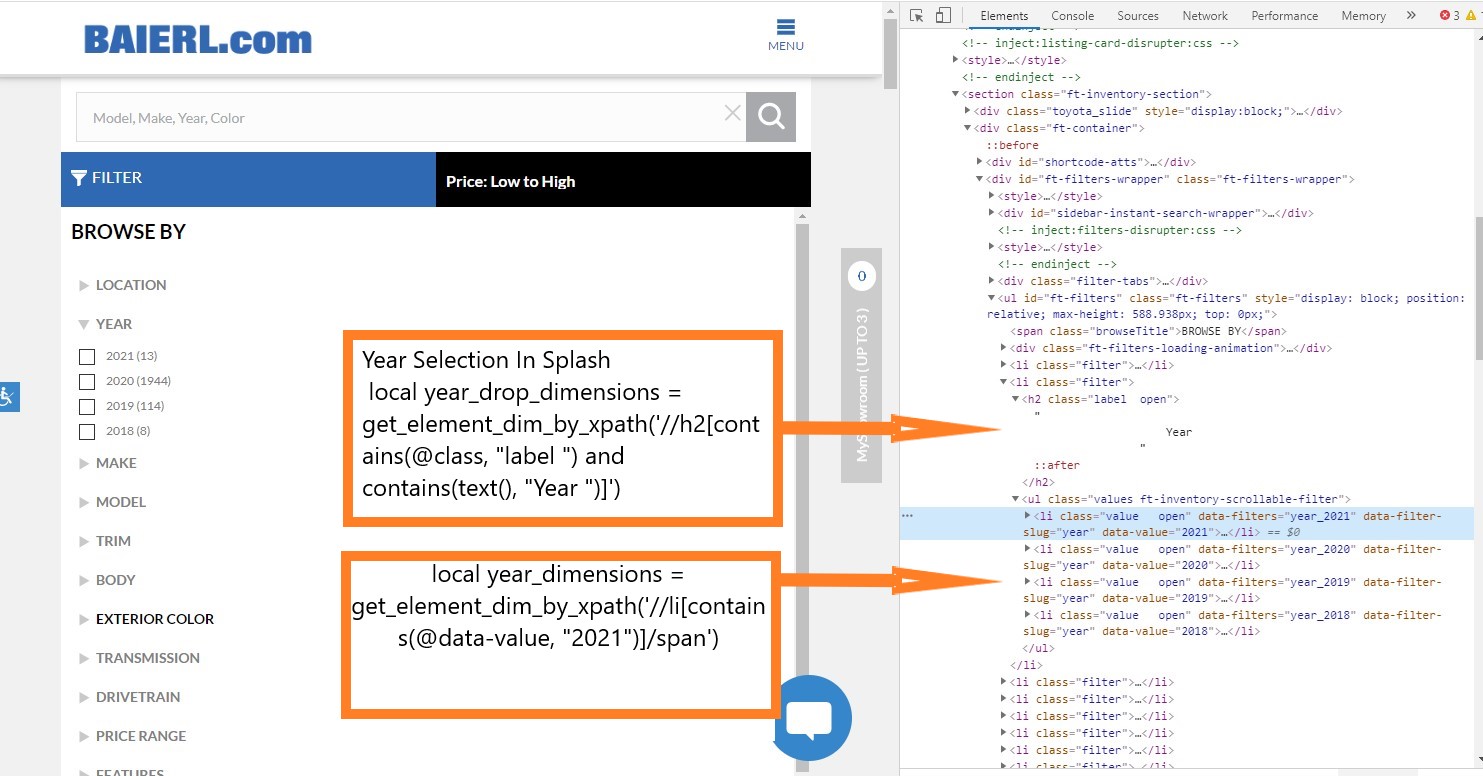 BAIERL.com
MENU
Model, Make, Year, Color
FILTER
Price: Low to High
BROWSE BY
LOCATION
YEAR
2021 (13)
2020 (1944)
2019 (114)
2018 (8)
MAKE
MODEL
TRIM
BODY
EXTERIOR COLOR
TRANSMISSION
DRIVETRAIN
PRICE RANGE
FEATURES
0
MyShowroom (UP TO 3)
Year Selection In Splash
local year_drop_dimensions =
get_element_dim_by_xpath('//h2[cont
ains(@class, "label ") and
contains(text(), "Year ")]')
local year_dimensions =
get_element_dim_by_xpath('//li[contain
s(@data-value, "2021")]/span')
Elements Console Sources Network Performance Memory » 3
<!-- inject:listing-card-disrupter:css -->
<style>…</style>
<!-- endinject -->
<section class="ft-inventory-section">
<div class="toyota_slide" style="display:block;">…</div>
<div class="ft-container">
::before
<div id="shortcode-atts">…</div>
<div id="ft-filters-wrapper" class="ft-filters-wrapper">
<style>…</style>
<div id="sidebar-instant-search-wrapper">…</div>
<!-- inject:filters-disrupter:css -->
<style>…</style>
<!-- endinject -->
<div class="filter-tabs">…</div>
<ul id="ft-filters" class="ft-filters" style="display: block; position:
relative; max-height: 588.938px; top: 0px;">
<span class="browseTitle">BROWSE BY</span>
<div class="ft-filters-loading-animation">…</div>
<li class="filter">…</li>
<li class="filter">
<h2 class="label  open">
"
Year
"
::after
</h2>
<ul class="values ft-inventory-scrollable-filter">
… <li class="value   open" data-filters="year_2021" data-filter-
slug="year" data-value="2021">…</li> == $0
<li class="value   open" data-filters="year_2020" data-filter-
slug="year" data-value="2020">…</li>
<li class="value   open" data-filters="year_2019" data-filter-
slug="year" data-value="2019">…</li>
<li class="value   open" data-filters="year_2018" data-filter-
slug="year" data-value="2018">…</li>
</ul>
</li>
<li class="filter">…</li>
<li class="filter">…</li>
<li class="filter">…</li>
<li class="filter">…</li>
<li class="filter">…</li>
<li class="filter">…</li>